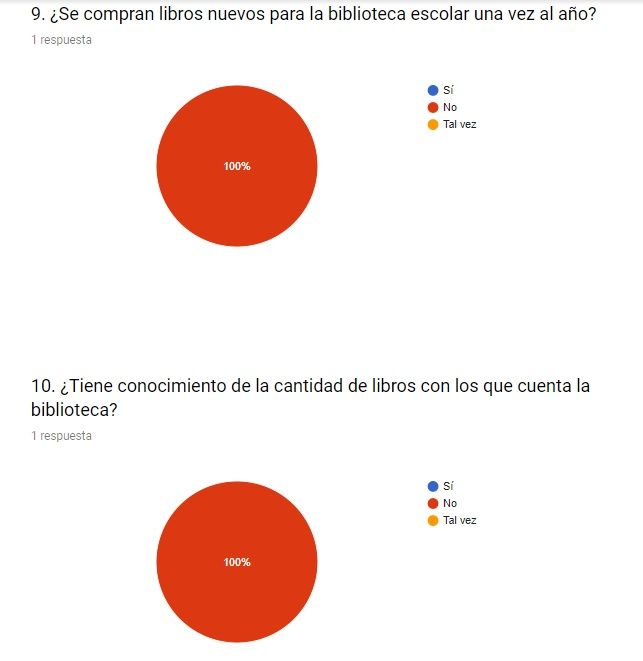 9. ¿Se compran libros nuevos para la biblioteca escolar una vez al año?
1 respuesta
Sí
No
Tal vez
100%
10. ¿Tiene conocimiento de la cantidad de libros con los que cuenta la
biblioteca?
1 respuesta
Sí
No
Tal vez
100%